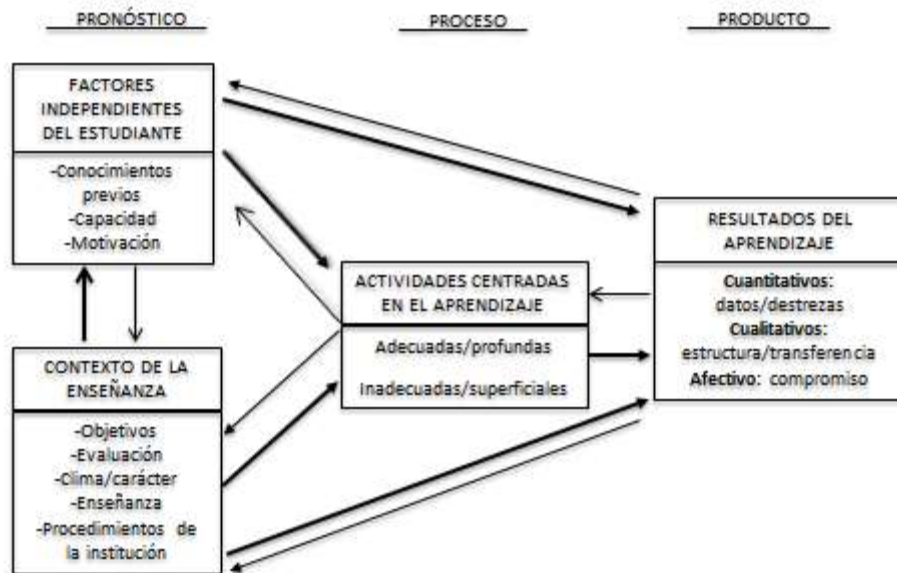 PRONÓSTICO
PROCESO
PRODUCTO
FACTORES
INDEPENDIENTES
DEL ESTUDIANTE
-Conocimientos
previos
-Capacidad
-Motivación
CONTEXTO DE LA
ENSEÑANZA
-Objetivos
-Evaluación
-Clima/carácter
-Enseñanza
-Procedimientos de
la institución
ACTIVIDADES CENTRADAS
EN EL APRENDIZAJE
Adecuadas/profundas
Inadecuadas/superficiales
RESULTADOS DEL
APRENDIZAJE
Cuantitativos:
datos/destrezas
Cualitativos:
estructura/transferencia
Afectivo: compromiso